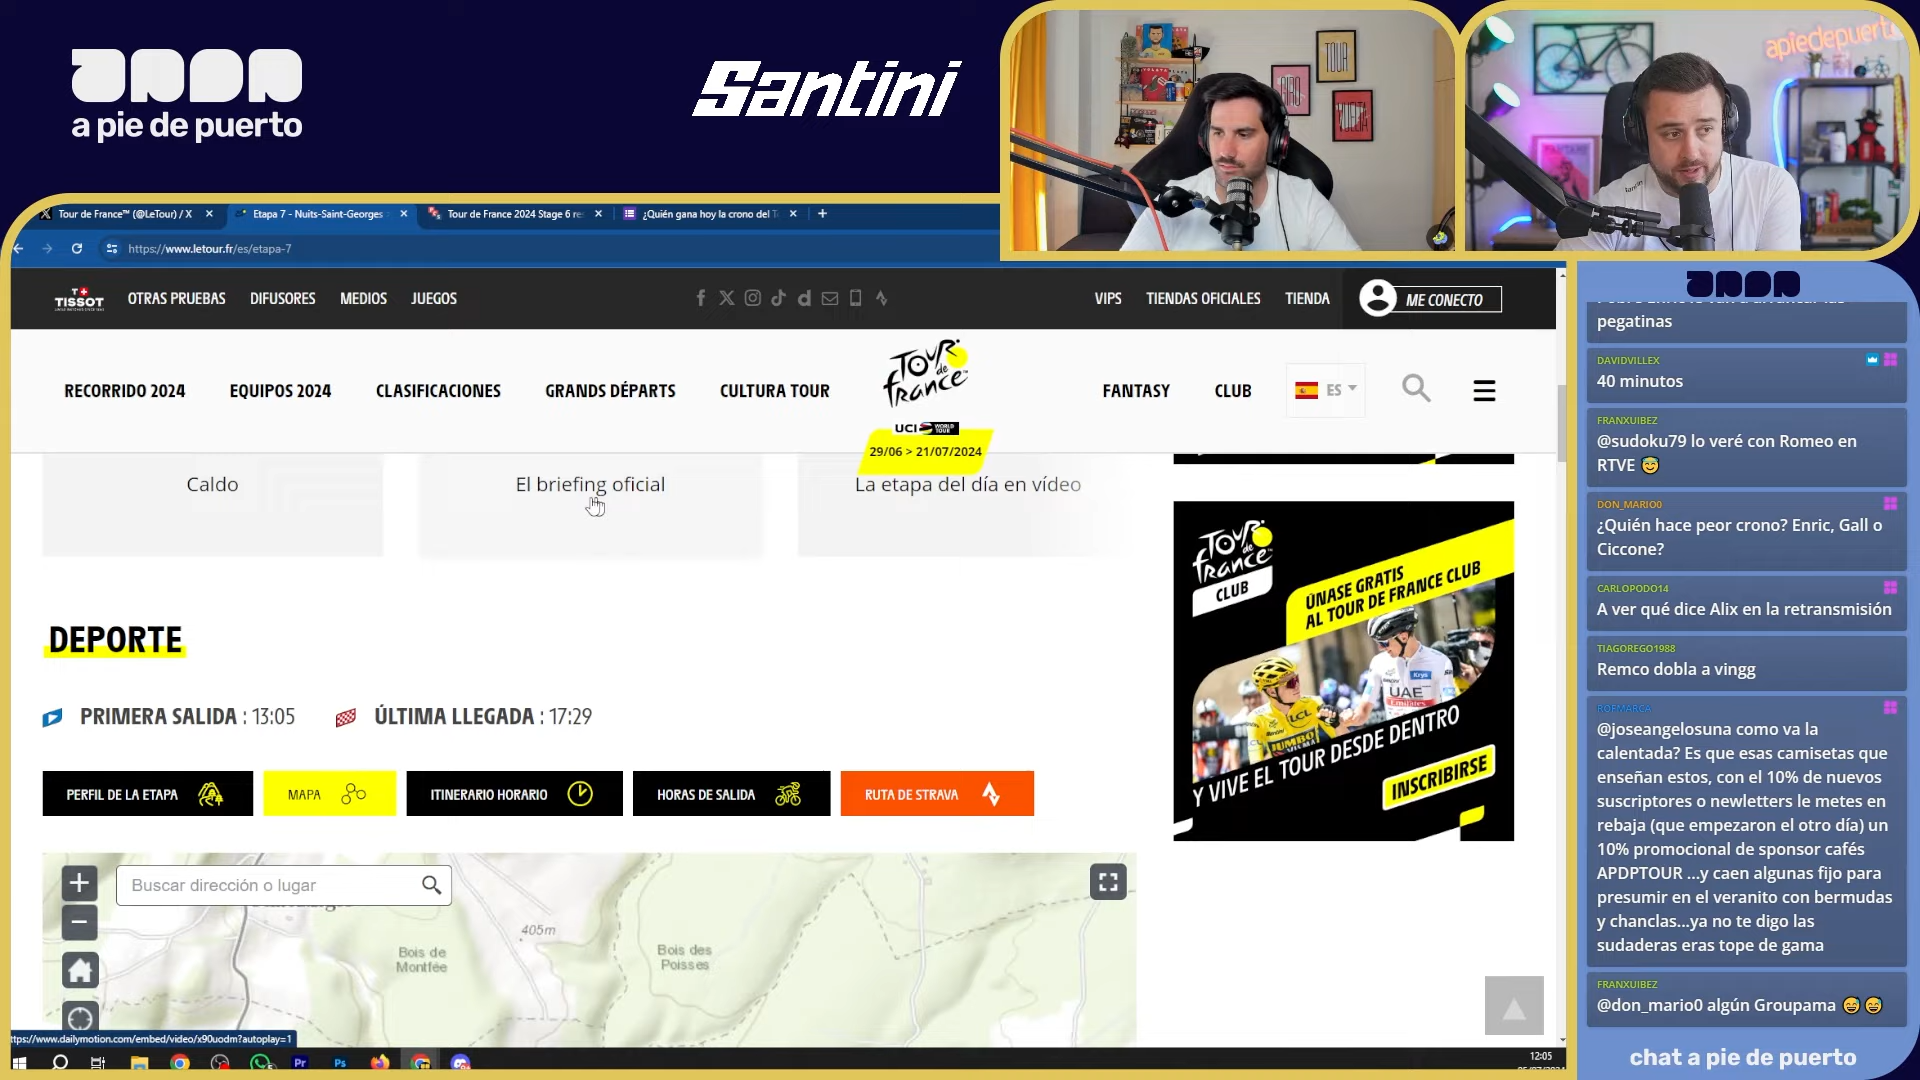 a pie de puerto
Santini
TOUR
GIRO
VUELTA
apiedepuerto
Tour de France™ (@LeTour) / X
Etapa 7 - Nuits-Saint-Georges
Tour de France 2024 Stage 6 re
¿Quién gana hoy la crono del T
https://www.letour.fr/es/etapa-7
TISSOT
OTRAS PRUEBAS
DIFUSORES
MEDIOS
JUEGOS
VIPS
TIENDAS OFICIALES
TIENDA
ME CONECTO
RECORRIDO 2024
EQUIPOS 2024
CLASIFICACIONES
GRANDS DÉPARTS
CULTURA TOUR
TOUR de france
UCI WORLD TOUR
29/06 > 21/07/2024
FANTASY
CLUB
ES
Caldo
El briefing oficial
La etapa del día en vídeo
DEPORTE
PRIMERA SALIDA : 13:05
ÚLTIMA LLEGADA : 17:29
PERFIL DE LA ETAPA
MAPA
ITINERARIO HORARIO
HORAS DE SALIDA
RUTA DE STRAVA
TOUR de france
CLUB
ÚNASE GRATIS
AL TOUR DE FRANCE CLUB
Krys
UAE
LCL
JUMBO
VISMA
Y VIVE EL TOUR DESDE DENTRO
INSCRIBIRSE
Buscar dirección o lugar
405m
Bois de
Montfée
Bois des
Poisses
https://www.dailymotion.com/embed/video/x90uodm?autoplay=1
12:05
pegatinas
DAVIDVILLEX
40 minutos
FRANXUIBEZ
@sudoku79 lo veré con Romeo en
RTVE 😇
DON_MARIO0
¿Quién hace peor crono? Enric, Gall o
Ciccone?
CARLOPODO14
A ver qué dice Alix en la retransmisión
TIAGOREGO1988
Remco dobla a vingg
@joseangelosuna como va la
calentada? Es que esas camisetas que
enseñan estos, con el 10% de nuevos
suscriptores o newletters le metes en
rebaja (que empezaron el otro día) un
10% promocional de sponsor cafés
APDPTOUR ...y caen algunas fijo para
presumir en el veranito con bermudas
y chanclas...ya no te digo las
sudaderas eras tope de gama
FRANXUIBEZ
@don_mario0 algún Groupama 😅😅
chat a pie de puerto